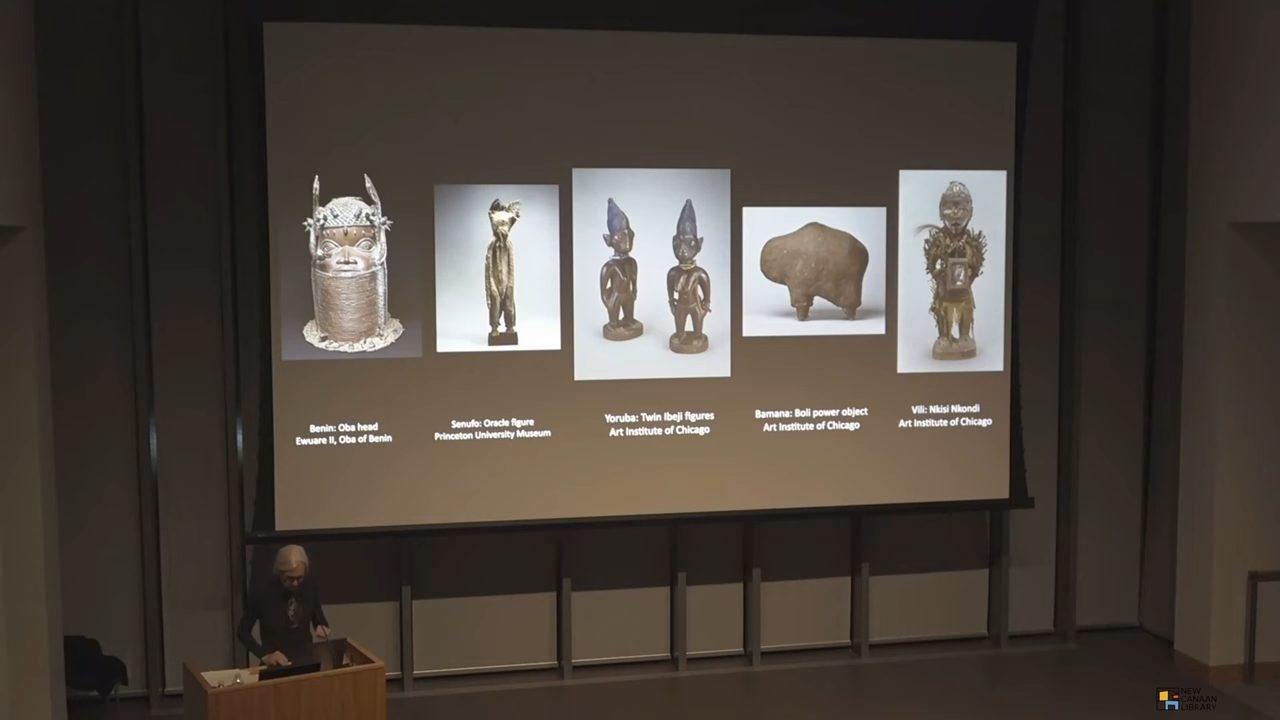 Benin: Oba head
Ewuare II, Oba of Benin
Senufo: Oracle figure
Princeton University Museum
Yoruba: Twin Ibeji figures
Art Institute of Chicago
Bamana: Boli power object
Art Institute of Chicago
Vili: Nkisi Nkondi
Art Institute of Chicago
NEW
CANAAN
LIBRARY